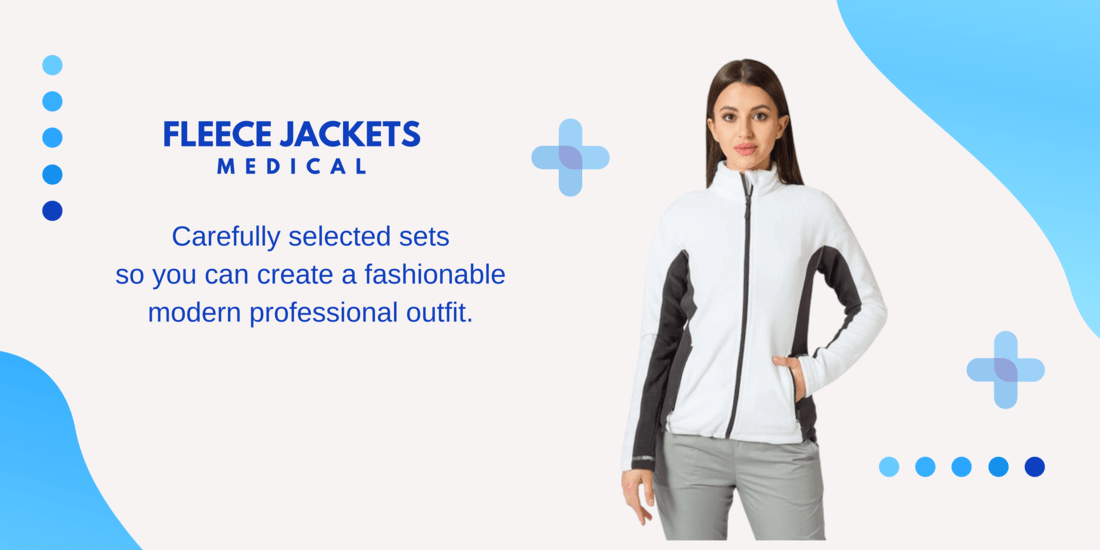 FLEECE JACKETS
MEDICAL
Carefully selected sets
so you can create a fashionable
modern professional outfit.